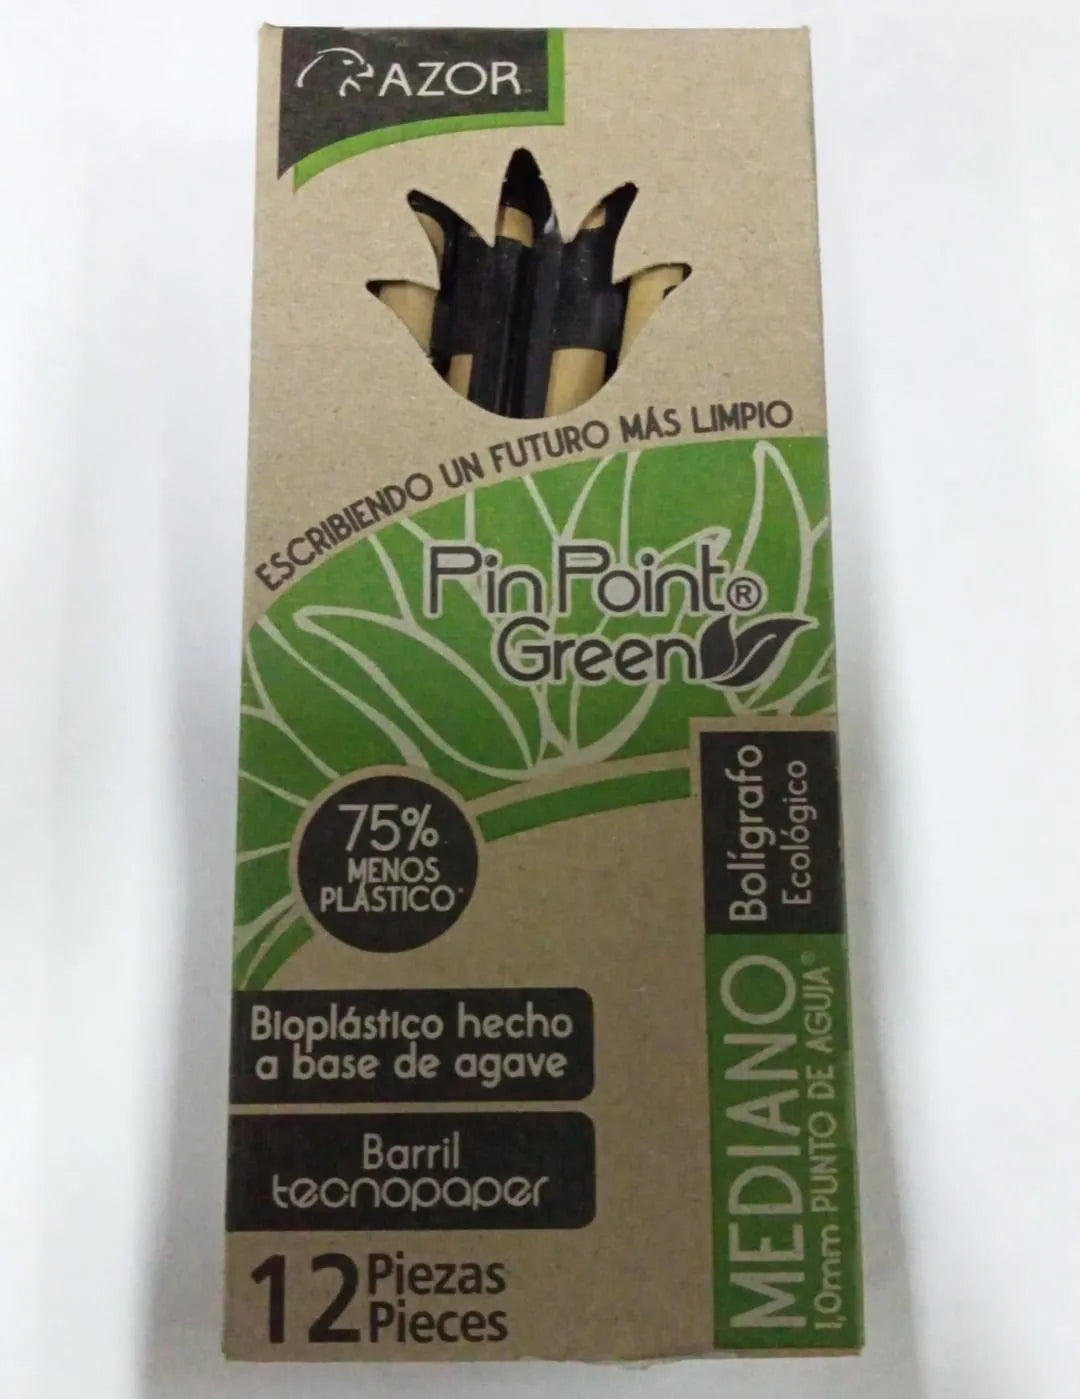 AZOR
ESCRIBIENDO UN FUTURO MÁS LIMPIO
Pin Point®
Green
75%
MENOS
PLÁSTICO*
Bolígrafo
Ecológico
MEDIANO
1,0mm PUNTO DE AGUJA®
Bioplástico hecho
a base de agave
Barril
tecnopaper
12 Piezas
Pieces